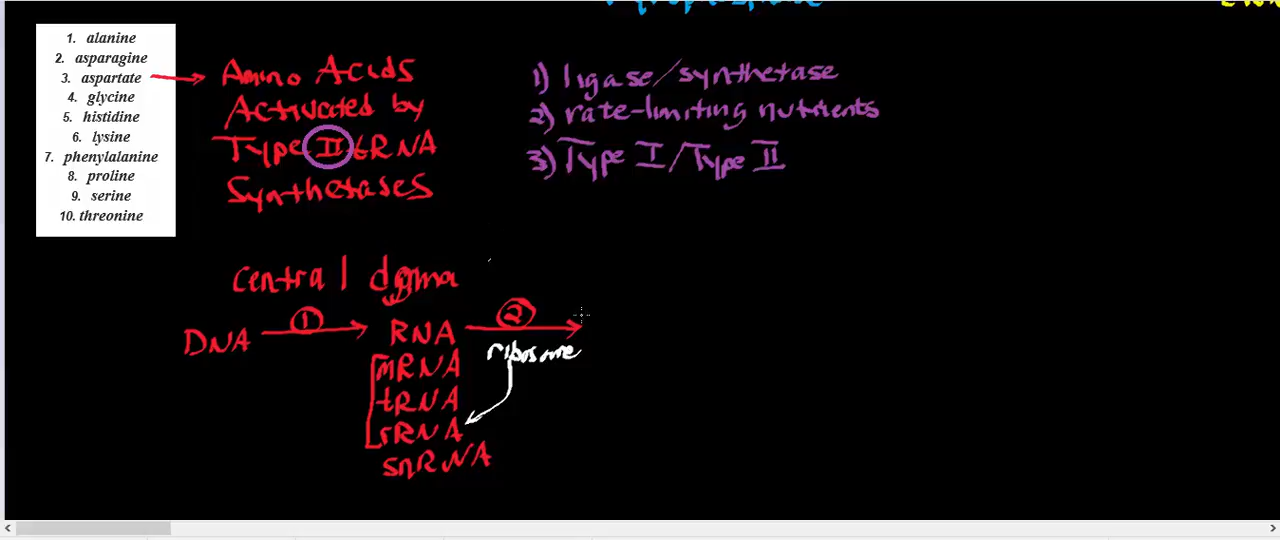 1. alanine
2. asparagine
3. aspartate
4. glycine
5. histidine
6. lysine
7. phenylalanine
8. proline
9. serine
10. threonine
Amino Acids
Activated by
Type II tRNA
Synthetases
1) ligase/synthetase
2) rate-limiting nutrients
3) Type I/Type II
central dogma
DNA 1 RNA 2
ribosome
mRNA
tRNA
rRNA
snRNA